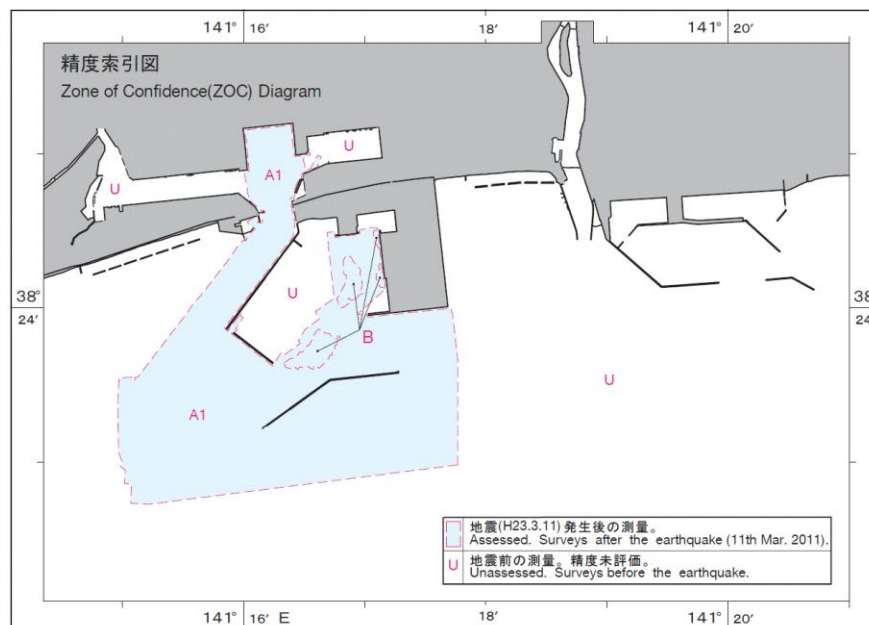 141° 16′ 18′ 141° 20′
精度索引図
Zone of Confidence(ZOC) Diagram
U
A1
U
38°
24′
U
B
38°
24′
U
A1
地震(H23.3.11)発生後の測量。
Assessed. Surveys after the earthquake (11th Mar. 2011).
U 地震前の測量。精度未評価。
Unassessed. Surveys before the earthquake.
141° 16′ E 18′ 141° 20′